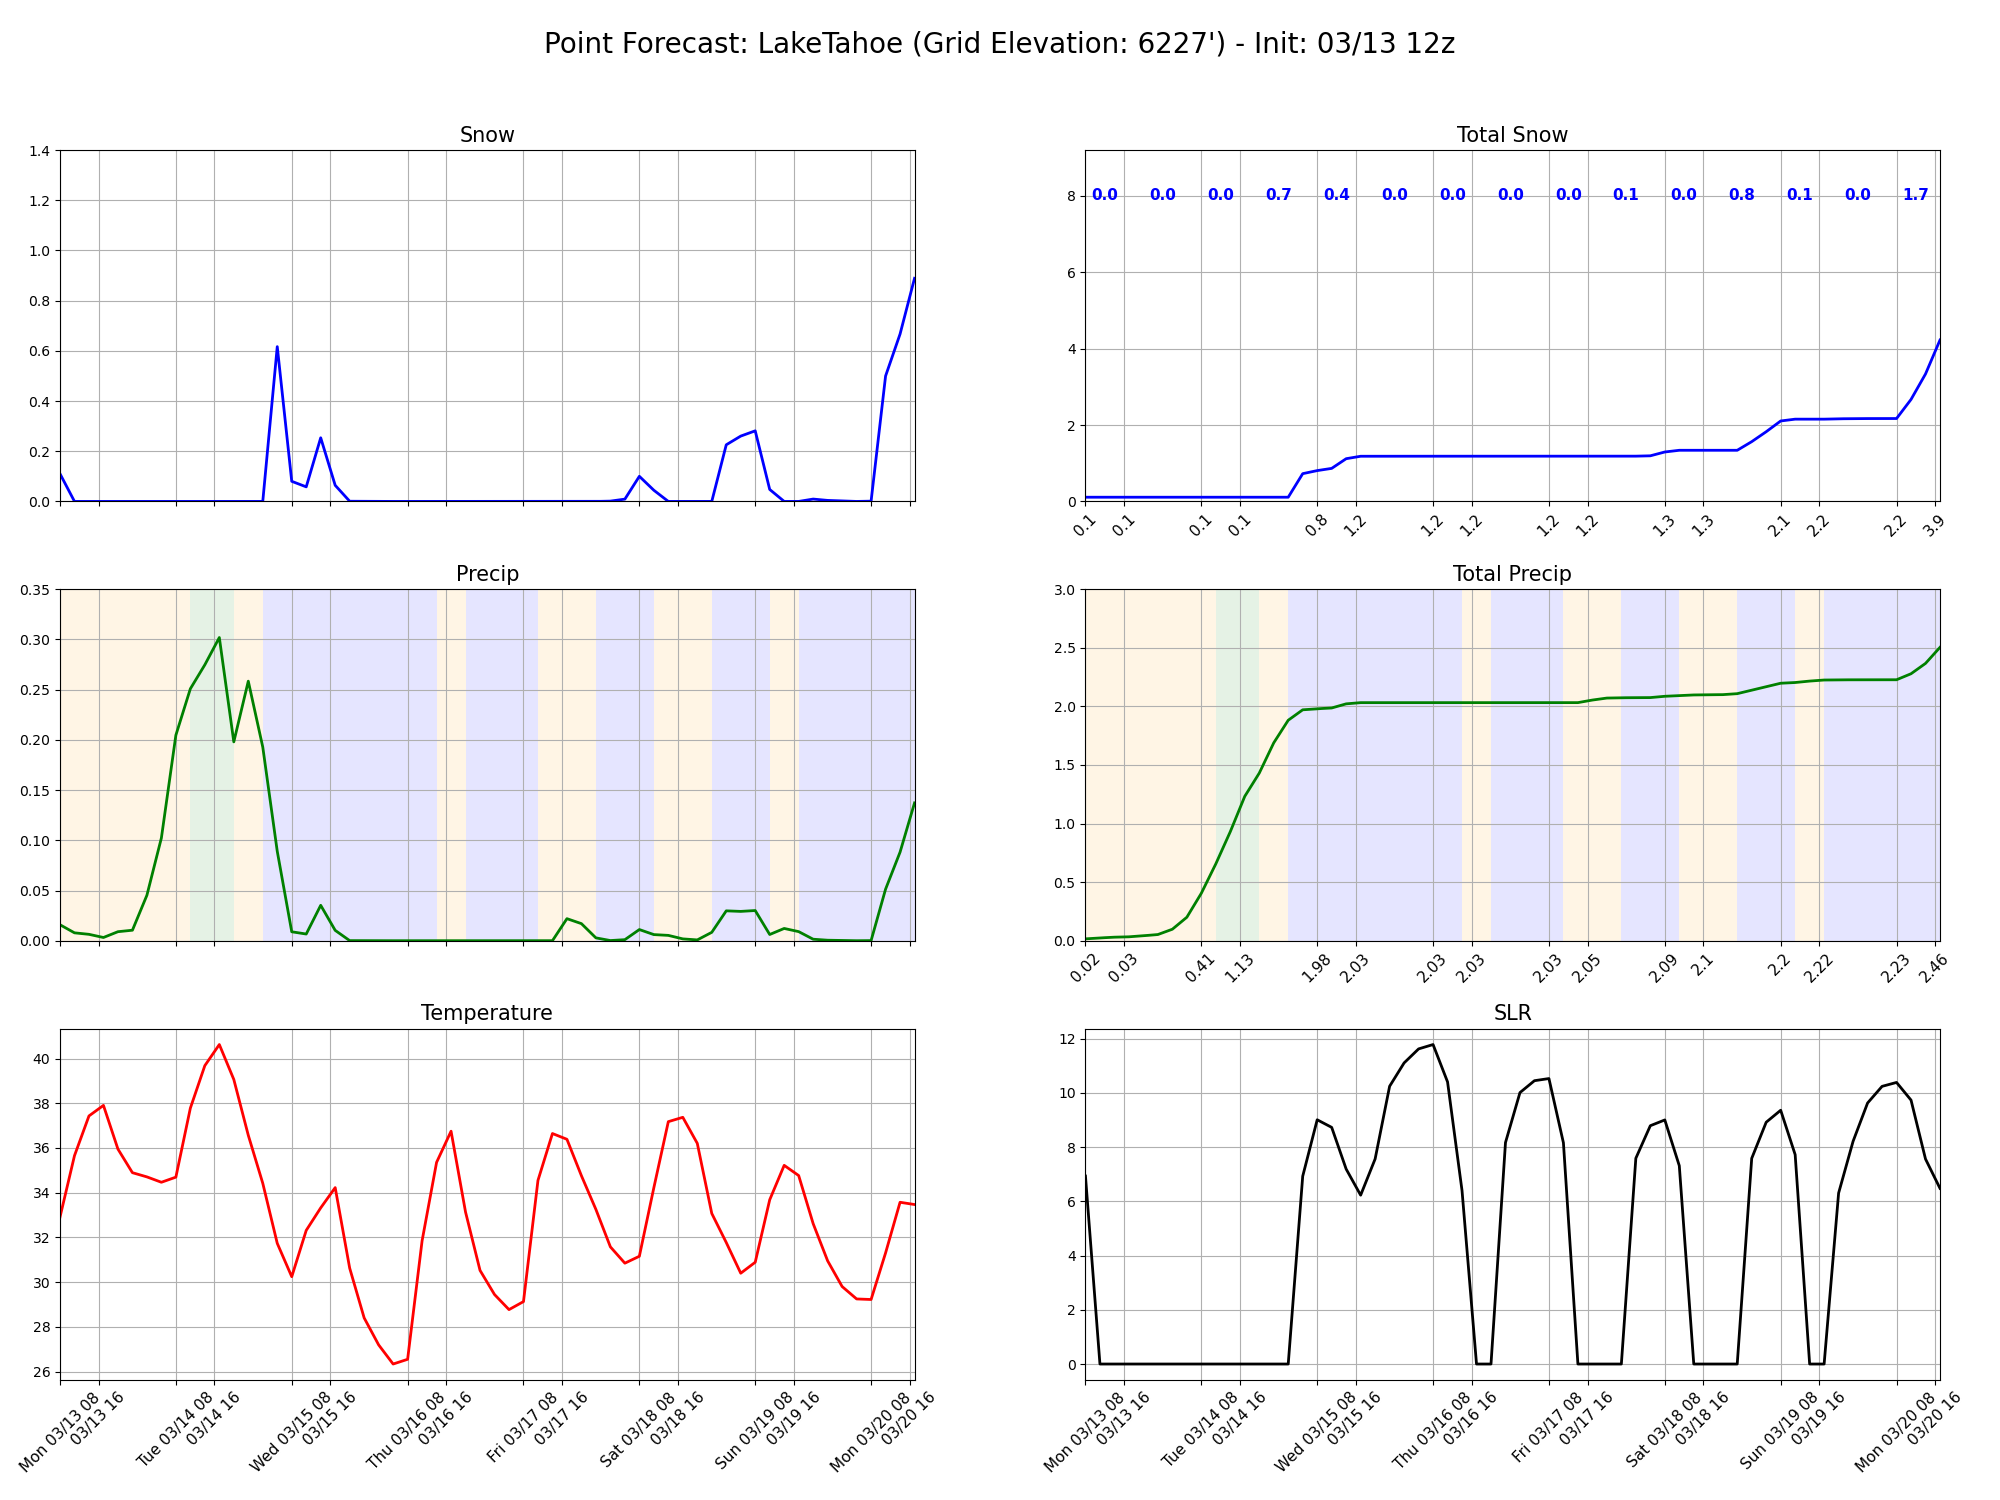 Point Forecast: LakeTahoe (Grid Elevation: 6227') - Init: 03/13 12z
Snow
1.4
1.2
1.0
0.8
0.6
0.4
0.2
0.0
Total Snow
8
6
4
2
0
0.0 0.0 0.0 0.7 0.4 0.0 0.0 0.0 0.0 0.1 0.0 0.8 0.1 0.0 1.7
0.1 0.1 0.1 0.1 0.8 1.2 1.2 1.2 1.2 1.2 1.3 1.3 2.1 2.2 2.2 3.9
Precip
0.35
0.30
0.25
0.20
0.15
0.10
0.05
0.00
Total Precip
3.0
2.5
2.0
1.5
1.0
0.5
0.0
0.02 0.03 0.41 1.13 1.98 2.03 2.03 2.03 2.03 2.05 2.09 2.1 2.2 2.22 2.23 2.46
Temperature
40
38
36
34
32
30
28
26
Mon 03/13 08
03/13 16
Tue 03/14 08
03/14 16
Wed 03/15 08
03/15 16
Thu 03/16 08
03/16 16
Fri 03/17 08
03/17 16
Sat 03/18 08
03/18 16
Sun 03/19 08
03/19 16
Mon 03/20 08
03/20 16
SLR
12
10
8
6
4
2
0
Mon 03/13 08
03/13 16
Tue 03/14 08
03/14 16
Wed 03/15 08
03/15 16
Thu 03/16 08
03/16 16
Fri 03/17 08
03/17 16
Sat 03/18 08
03/18 16
Sun 03/19 08
03/19 16
Mon 03/20 08
03/20 16